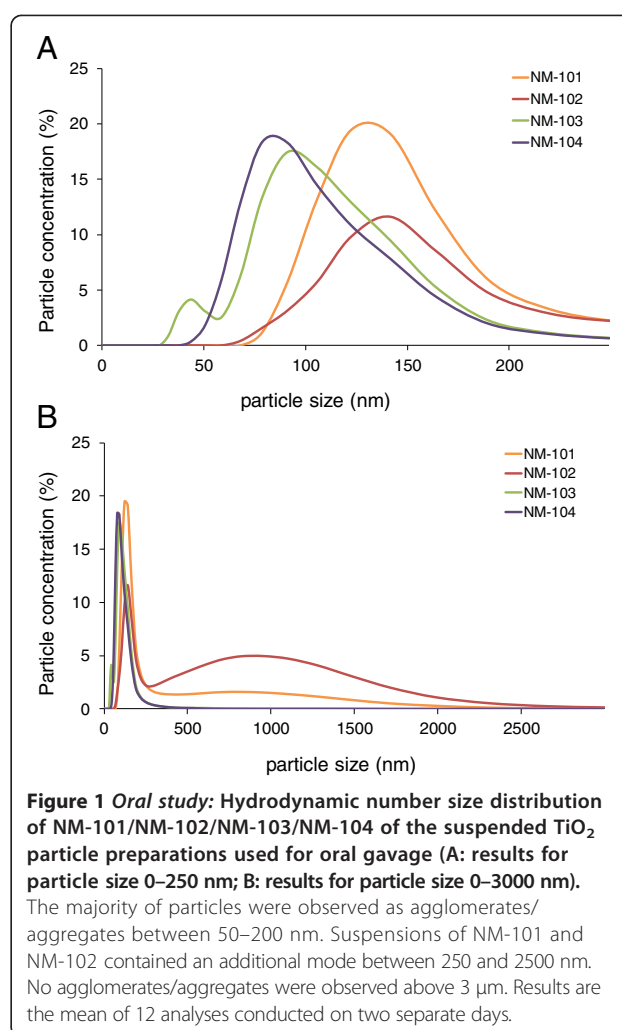 A
25
20
15
10
5
0
Particle concentration (%)
NM-101
NM-102
NM-103
NM-104
0 50 100 150 200
particle size (nm)
B
25
20
15
10
5
0
Particle concentration (%)
NM-101
NM-102
NM-103
NM-104
0 500 1000 1500 2000 2500
particle size (nm)
Figure 1 Oral study: Hydrodynamic number size distribution
of NM-101/NM-102/NM-103/NM-104 of the suspended TiO₂
particle preparations used for oral gavage (A: results for
particle size 0–250 nm; B: results for particle size 0–3000 nm).
The majority of particles were observed as agglomerates/
aggregates between 50–200 nm. Suspensions of NM-101 and
NM-102 contained an additional mode between 250 and 2500 nm.
No agglomerates/aggregates were observed above 3 μm. Results are
the mean of 12 analyses conducted on two separate days.